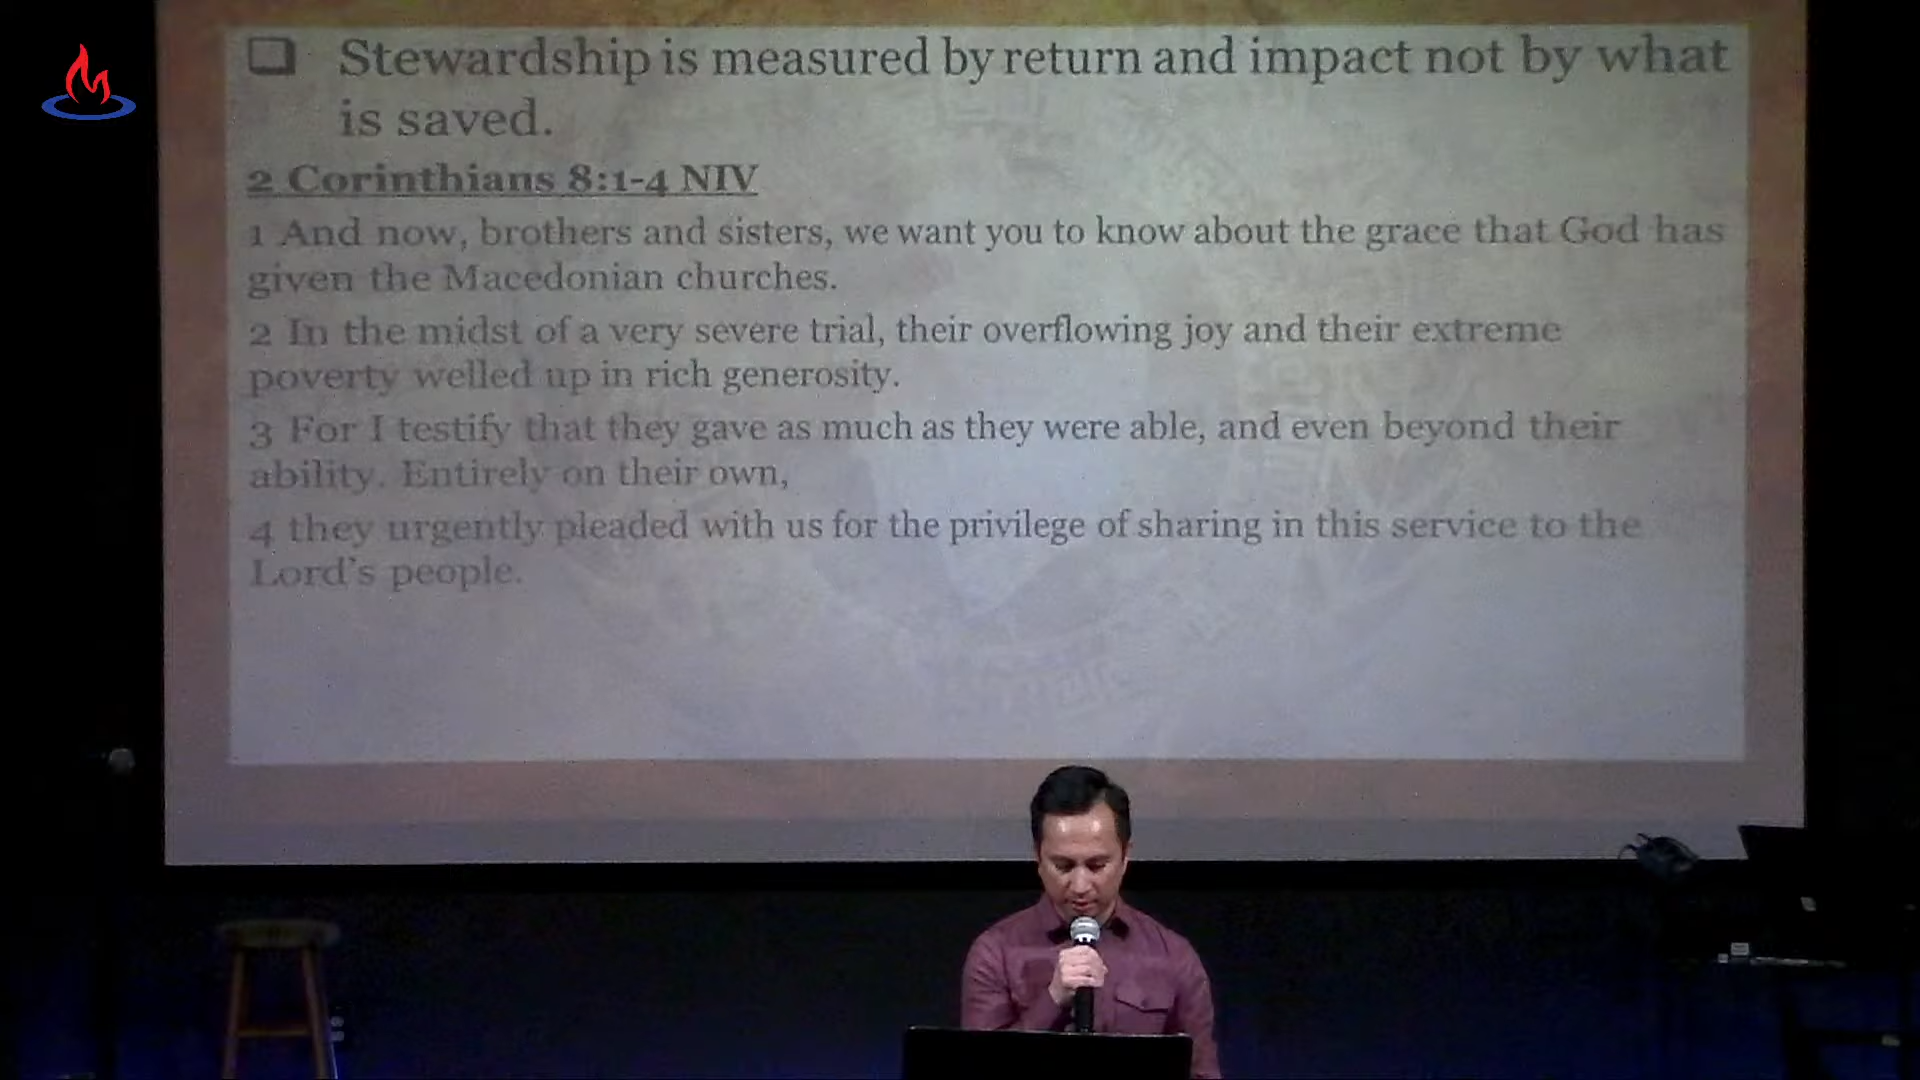 Stewardship is measured by return and impact not by what
is saved.
2 Corinthians 8:1-4 NIV
1 And now, brothers and sisters, we want you to know about the grace that God has
given the Macedonian churches.
2 In the midst of a very severe trial, their overflowing joy and their extreme
poverty welled up in rich generosity.
3 For I testify that they gave as much as they were able, and even beyond their
ability. Entirely on their own,
4 they urgently pleaded with us for the privilege of sharing in this service to the
Lord's people.